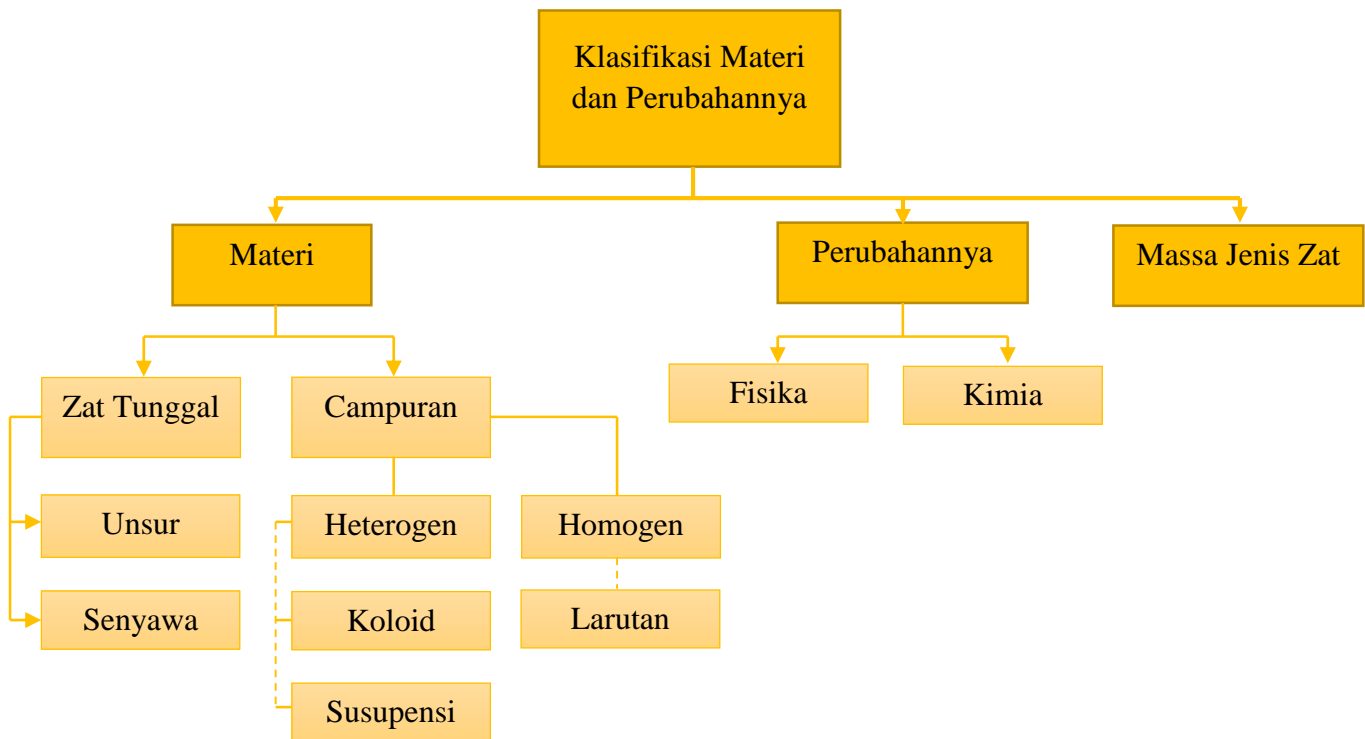 Klasifikasi Materi
dan Perubahannya
Materi
Perubahannya
Massa Jenis Zat
Zat Tunggal
Campuran
Fisika
Kimia
Unsur
Heterogen
Homogen
Senyawa
Koloid
Larutan
Susupensi